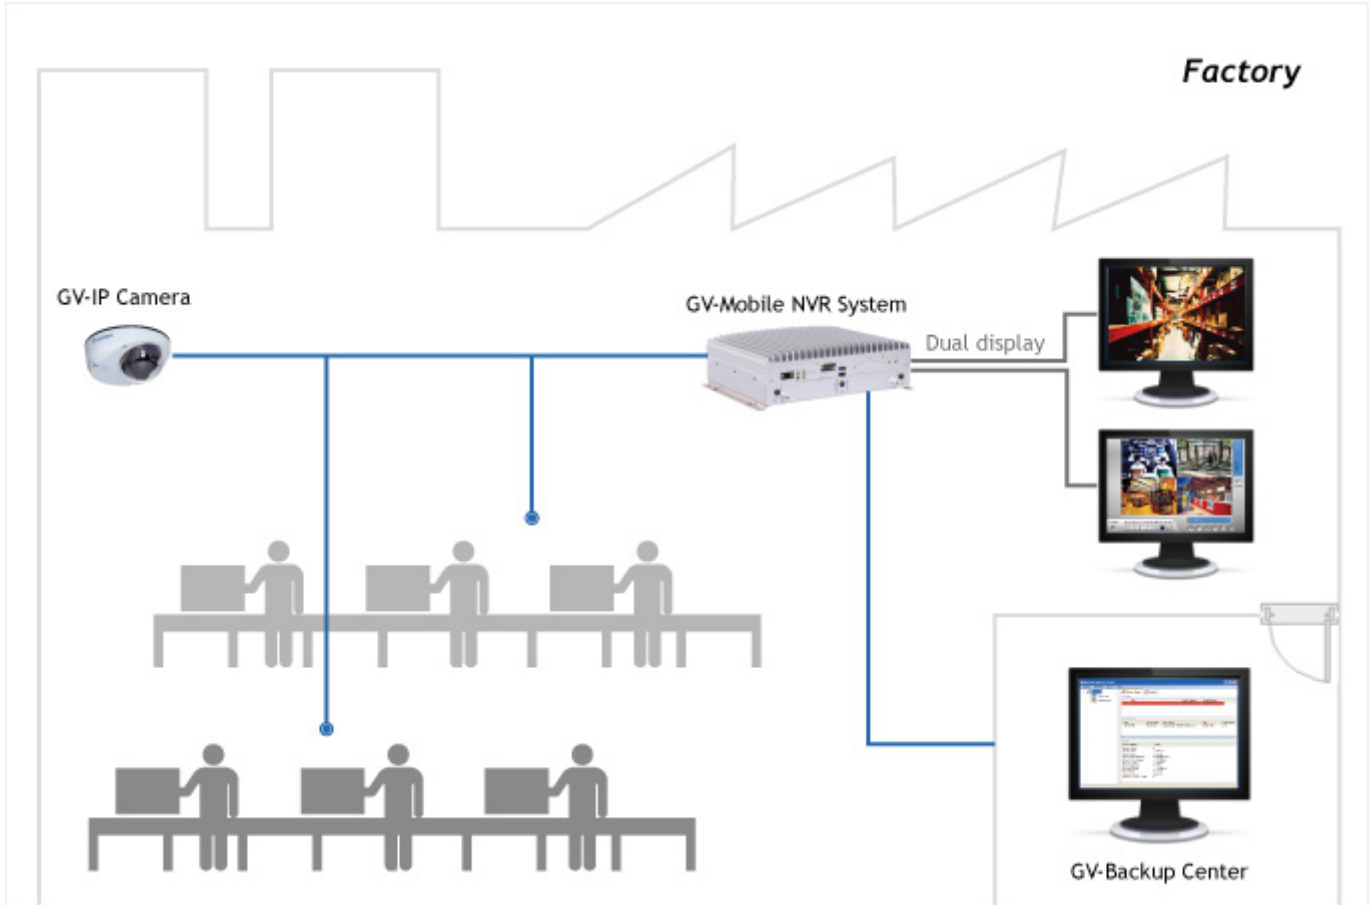 Factory
GV-IP Camera
GV-Mobile NVR System
Dual display
GV-Backup Center